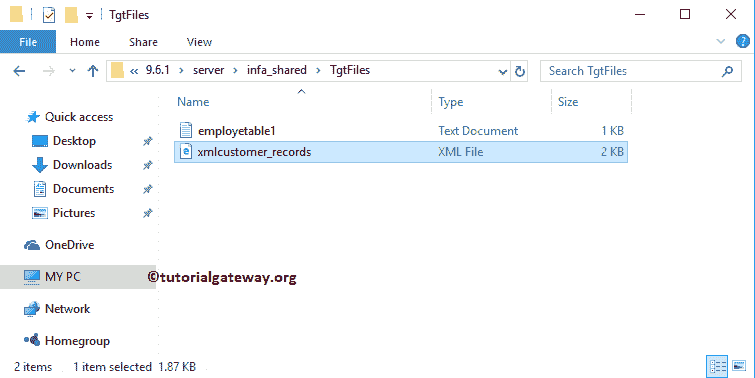 TgtFiles
File Home Share View
« 9.6.1 server infa_shared TgtFiles Search TgtFiles
Name Type Size
Quick access
employetable1 Text Document 1 KB
Desktop
xmlcustomer_records XML File 2 KB
Downloads
Documents
Pictures
OneDrive
MY PC ©tutorialgateway.org
Network
Homegroup
2 items 1 item selected 1.87 KB